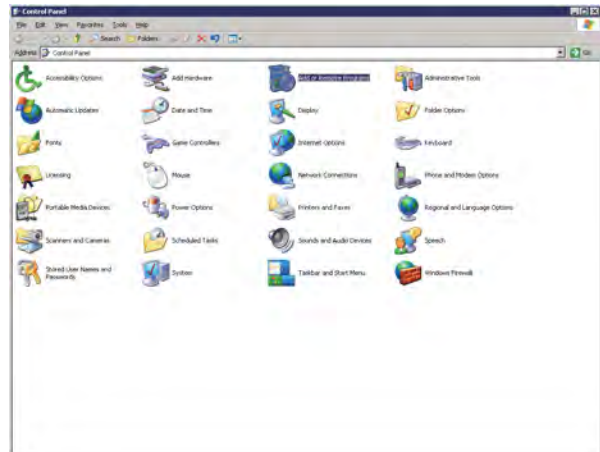 Control Panel
File Edit View Favorites Tools Help
Search Folders
Address Control Panel Go
Accessibility Options Add Hardware Add or Remove Programs Administrative Tools
Automatic Updates Date and Time Display Folder Options
Fonts Game Controllers Internet Options Keyboard
Licensing Mouse Network Connections Phone and Modem Options
Portable Media Devices Power Options Printers and Faxes Regional and Language Options
Scanners and Cameras Scheduled Tasks Sounds and Audio Devices Speech
Stored User Names and
Passwords System Taskbar and Start Menu Windows Firewall